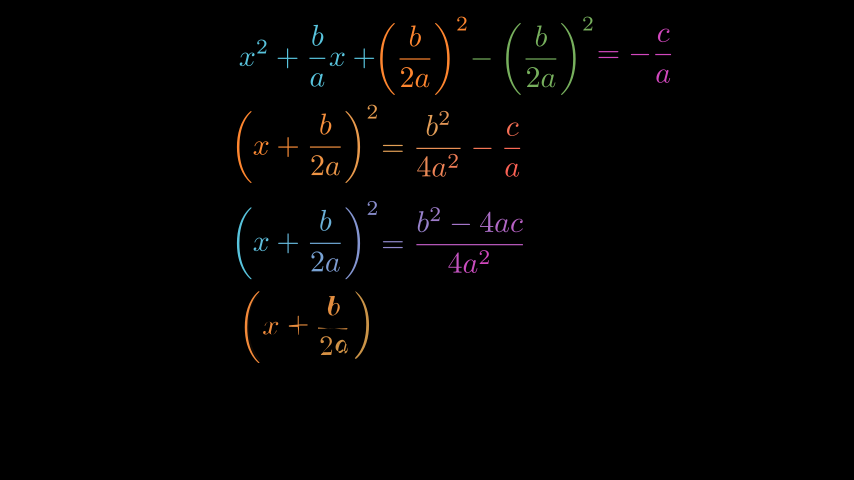 x² + b/a x + (b/2a)² − (b/2a)² = − c/a
(x + b/2a)² = b²/4a² − c/a
(x + b/2a)² = b² − 4ac/4a²
(x + b/2a)